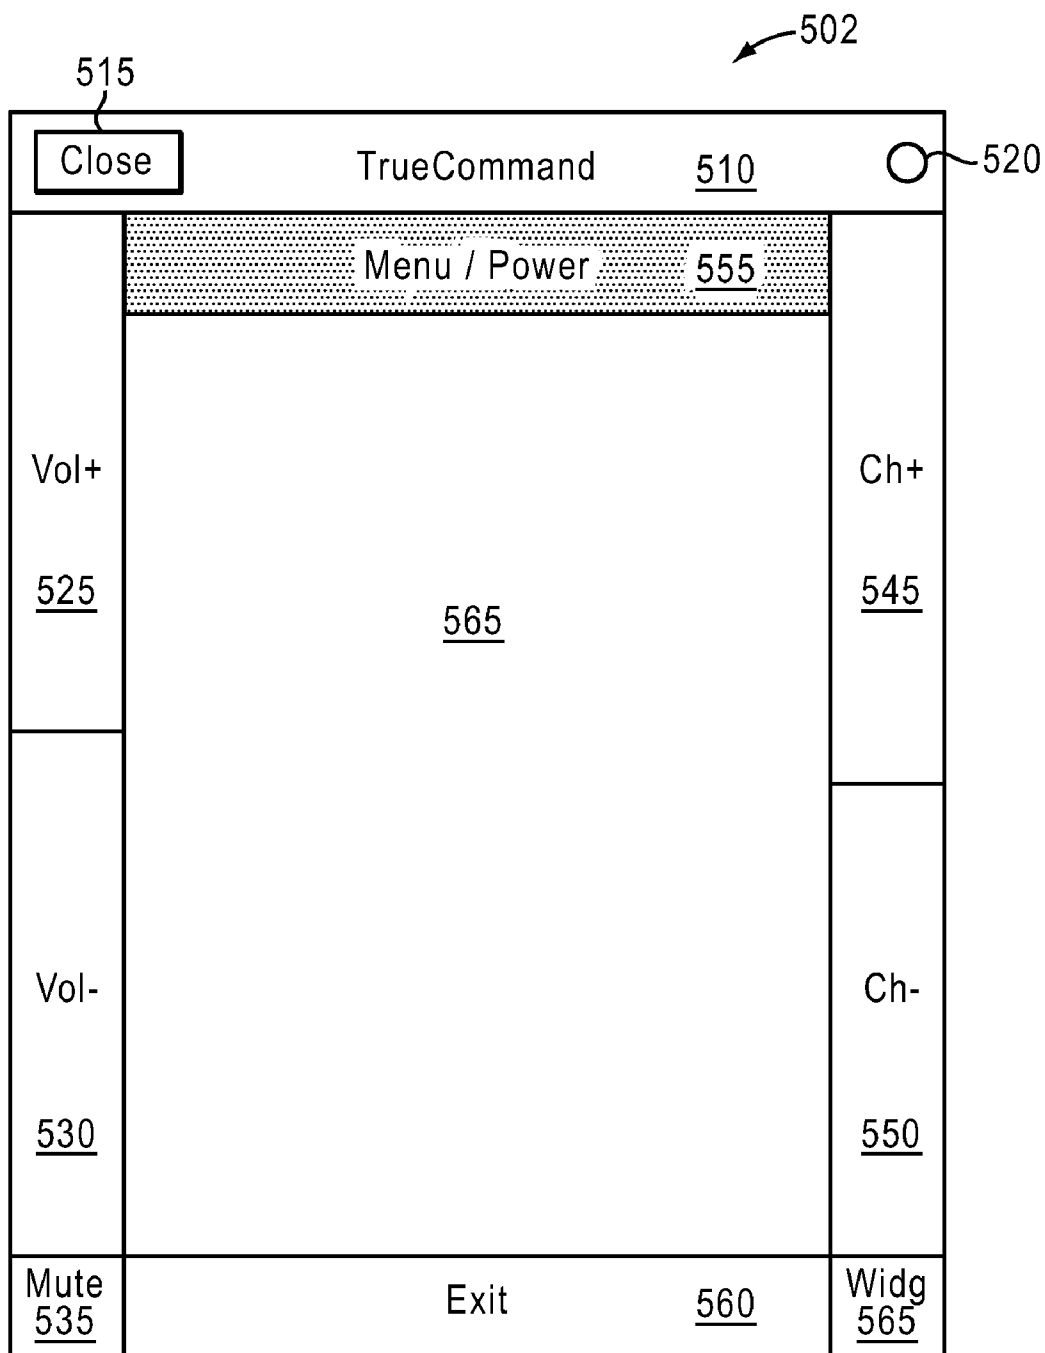 502
515
Close TrueCommand 510 520
Menu / Power 555
Vol+ Ch+
525 545
565
Vol- Ch-
530 550
Mute Exit 560 Widg
535 565